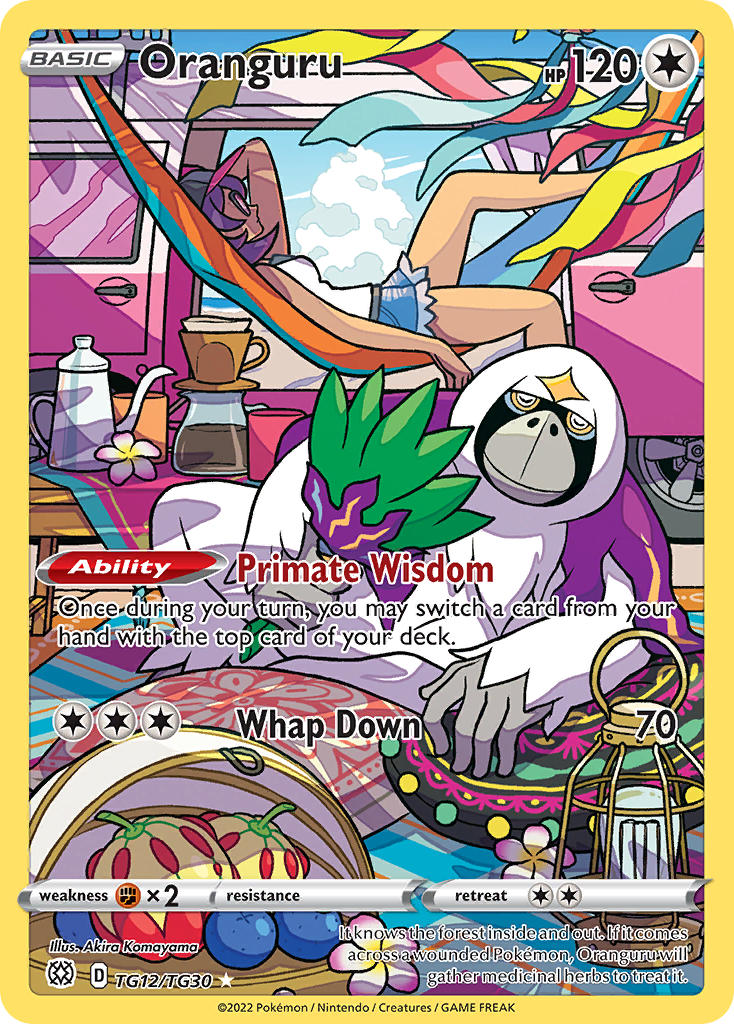 BASIC Oranguru HP 120
Ability Primate Wisdom
Once during your turn, you may switch a card from your
hand with the top card of your deck.
Whap Down 70
weakness ×2 resistance retreat
Illus. Akira Komayama
D TG12/TG30
It knows the forest inside and out. If it comes
across a wounded Pokémon, Oranguru will
gather medicinal herbs to treat it.
©2022 Pokémon / Nintendo / Creatures / GAME FREAK